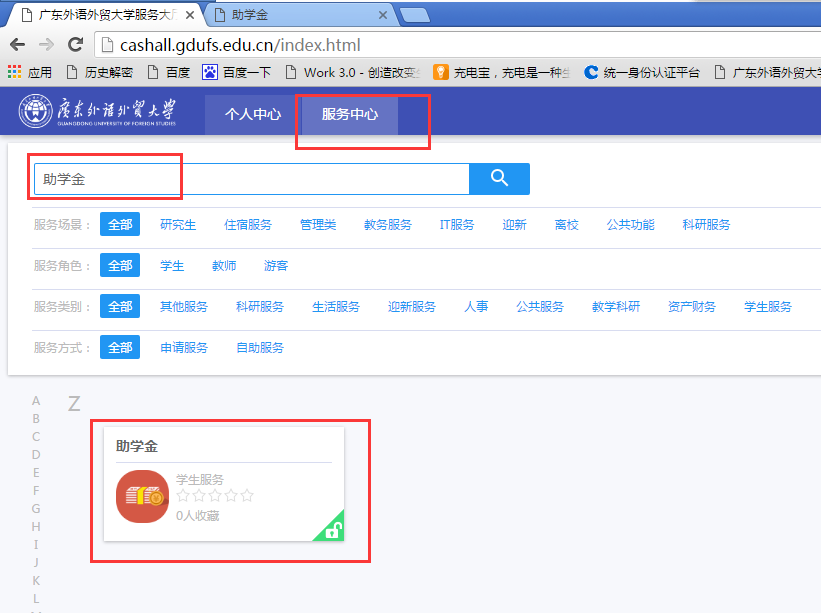 广东外语外贸大学服务大
助学金
cashall.gdufs.edu.cn/index.html
应用 历史解密 百度 百度一下 Work 3.0 - 创造改变 充电宝，充电是一种 统一身份认证平台 广东外语外贸大
广东外语外贸大学 个人中心 服务中心
GUANGDONG UNIVERSITY OF FOREIGN STUDIES
助学金
服务场景： 全部 研究生 住宿服务 管理类 教务服务 IT服务 迎新 离校 公共功能 科研服务
服务角色： 全部 学生 教师 游客
服务类别： 全部 其他服务 科研服务 生活服务 迎新服务 人事 公共服务 教学科研 资产财务 学生服务
服务方式： 全部 申请服务 自助服务
A
Z
B
C
D
E
F
G
H
I
J
K
L
助学金
学生服务
0人收藏